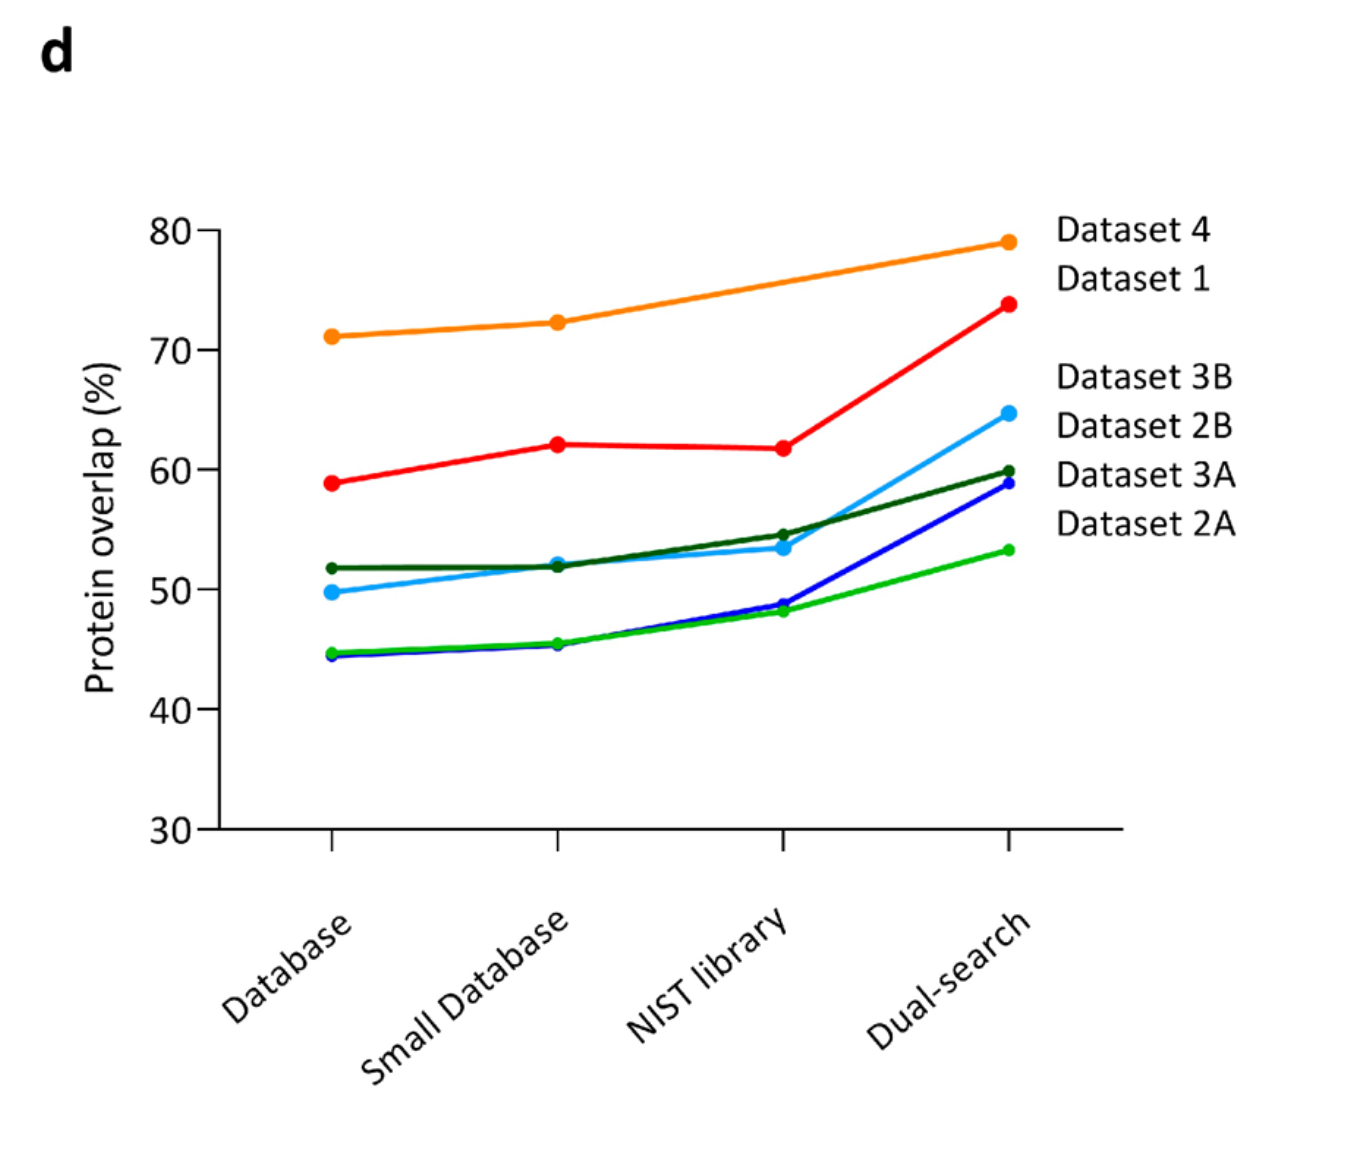 d
80
70
60
50
40
30
Protein overlap (%)
Dataset 4
Dataset 1
Dataset 3B
Dataset 2B
Dataset 3A
Dataset 2A
Database
Small Database
NIST library
Dual-search